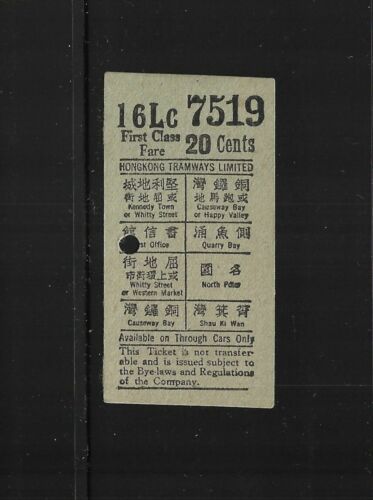 16Lc 7519
First Class Fare 20 Cents
HONGKONG TRAMWAYS LIMITED
城地利堅
街地屈或
Kennedy Town
or Whitty Street
灣鑼銅
地馬跑或
Causeway Bay
or Happy Valley
館信書
Office
涌魚鰂
Quarry Bay
街地屈
市街環上或
Whitty Street
or Western Market
園名
North Point
灣鑼銅
Causeway Bay
灣箕筲
Shau Ki Wan
Available on Through Cars Only
This Ticket is not transfer-
able and is issued subject to
the Bye-laws and Regulations
of the Company.